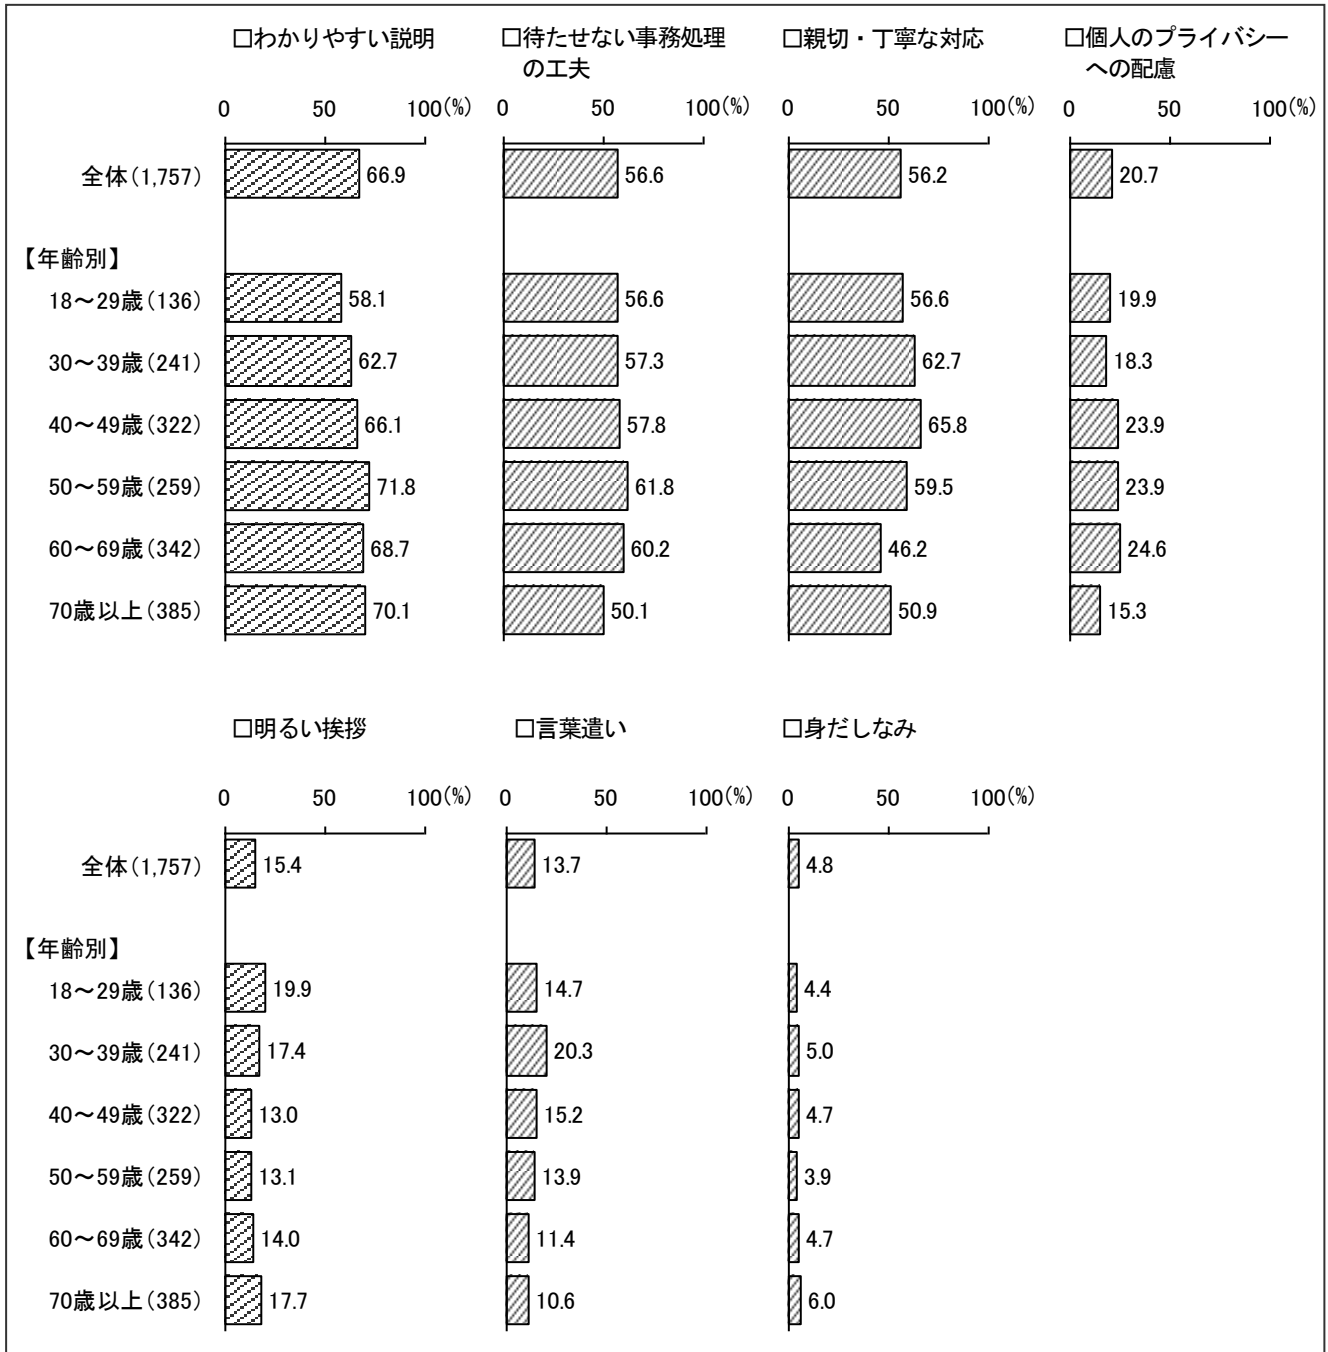 □わかりやすい説明 □待たせない事務処理 □親切・丁寧な対応 □個人のプライバシー
の工夫 への配慮
0 50 100(%) 0 50 100(%) 0 50 100(%) 0 50 100(%)
全体(1,757) 66.9 56.6 56.2 20.7
【年齢別】
18～29歳(136) 58.1 56.6 56.6 19.9
30～39歳(241) 62.7 57.3 62.7 18.3
40～49歳(322) 66.1 57.8 65.8 23.9
50～59歳(259) 71.8 61.8 59.5 23.9
60～69歳(342) 68.7 60.2 46.2 24.6
70歳以上(385) 70.1 50.1 50.9 15.3
□明るい挨拶 □言葉遣い □身だしなみ
0 50 100(%) 0 50 100(%) 0 50 100(%)
全体(1,757) 15.4 13.7 4.8
【年齢別】
18～29歳(136) 19.9 14.7 4.4
30～39歳(241) 17.4 20.3 5.0
40～49歳(322) 13.0 15.2 4.7
50～59歳(259) 13.1 13.9 3.9
60～69歳(342) 14.0 11.4 4.7
70歳以上(385) 17.7 10.6 6.0